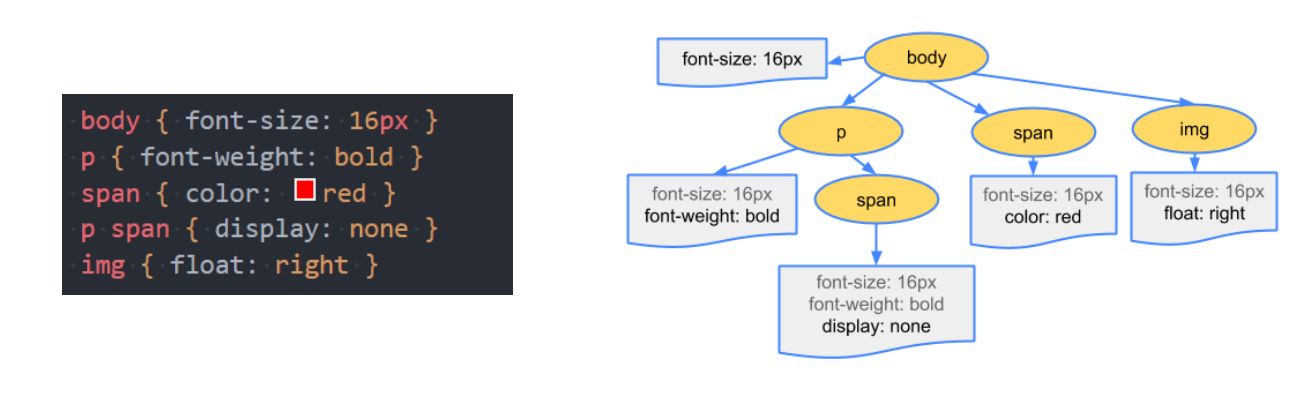 body { font-size: 16px }
p { font-weight: bold }
span { color: red }
p span { display: none }
img { float: right }
font-size: 16px
body
p
span
img
font-size: 16px
font-weight: bold
span
font-size: 16px
color: red
font-size: 16px
float: right
font-size: 16px
font-weight: bold
display: none